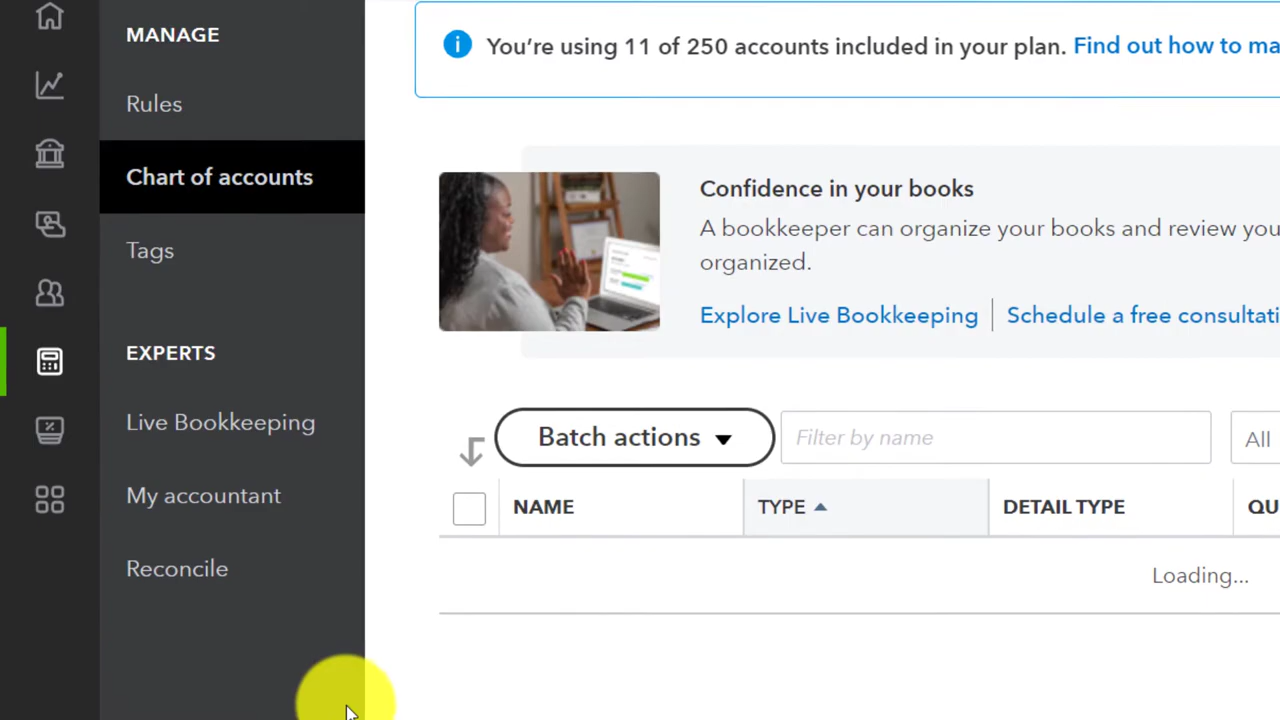 MANAGE
Rules
Chart of accounts
Tags
EXPERTS
Live Bookkeeping
My accountant
Reconcile
You're using 11 of 250 accounts included in your plan. Find out how to ma
Confidence in your books
A bookkeeper can organize your books and review you
organized.
Explore Live Bookkeeping | Schedule a free consultati
Batch actions
Filter by name
All
NAME
TYPE
DETAIL TYPE
QU
Loading...